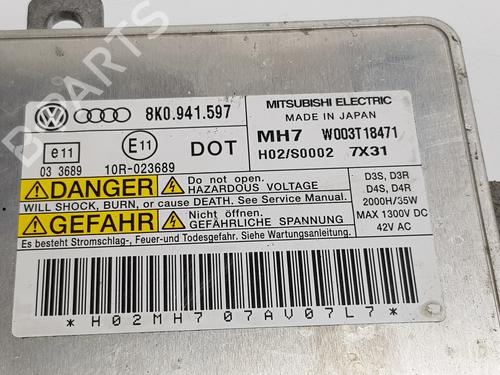 B-PARTS
8K0.941.597
MITSUBISHI ELECTRIC
MADE IN JAPAN
e11
E11
DOT
MH7 W003T18471
03 3689
10R-023689
H02/S0002 7X31
DANGER
Do not open.
HAZARDOUS VOLTAGE
WILL SHOCK, BURN, or cause DEATH. See Service Manual.
GEFAHR
Nicht öffnen.
GEFÄHRLICHE SPANNUNG
Es besteht Stromschlag-, Feuer-und Todesgefahr. Siehe Wartungsanleitung.
D3S, D3R
D4S, D4R
2000H/35W
MAX 1300V DC
42V AC
*H02MH707AV07L7*